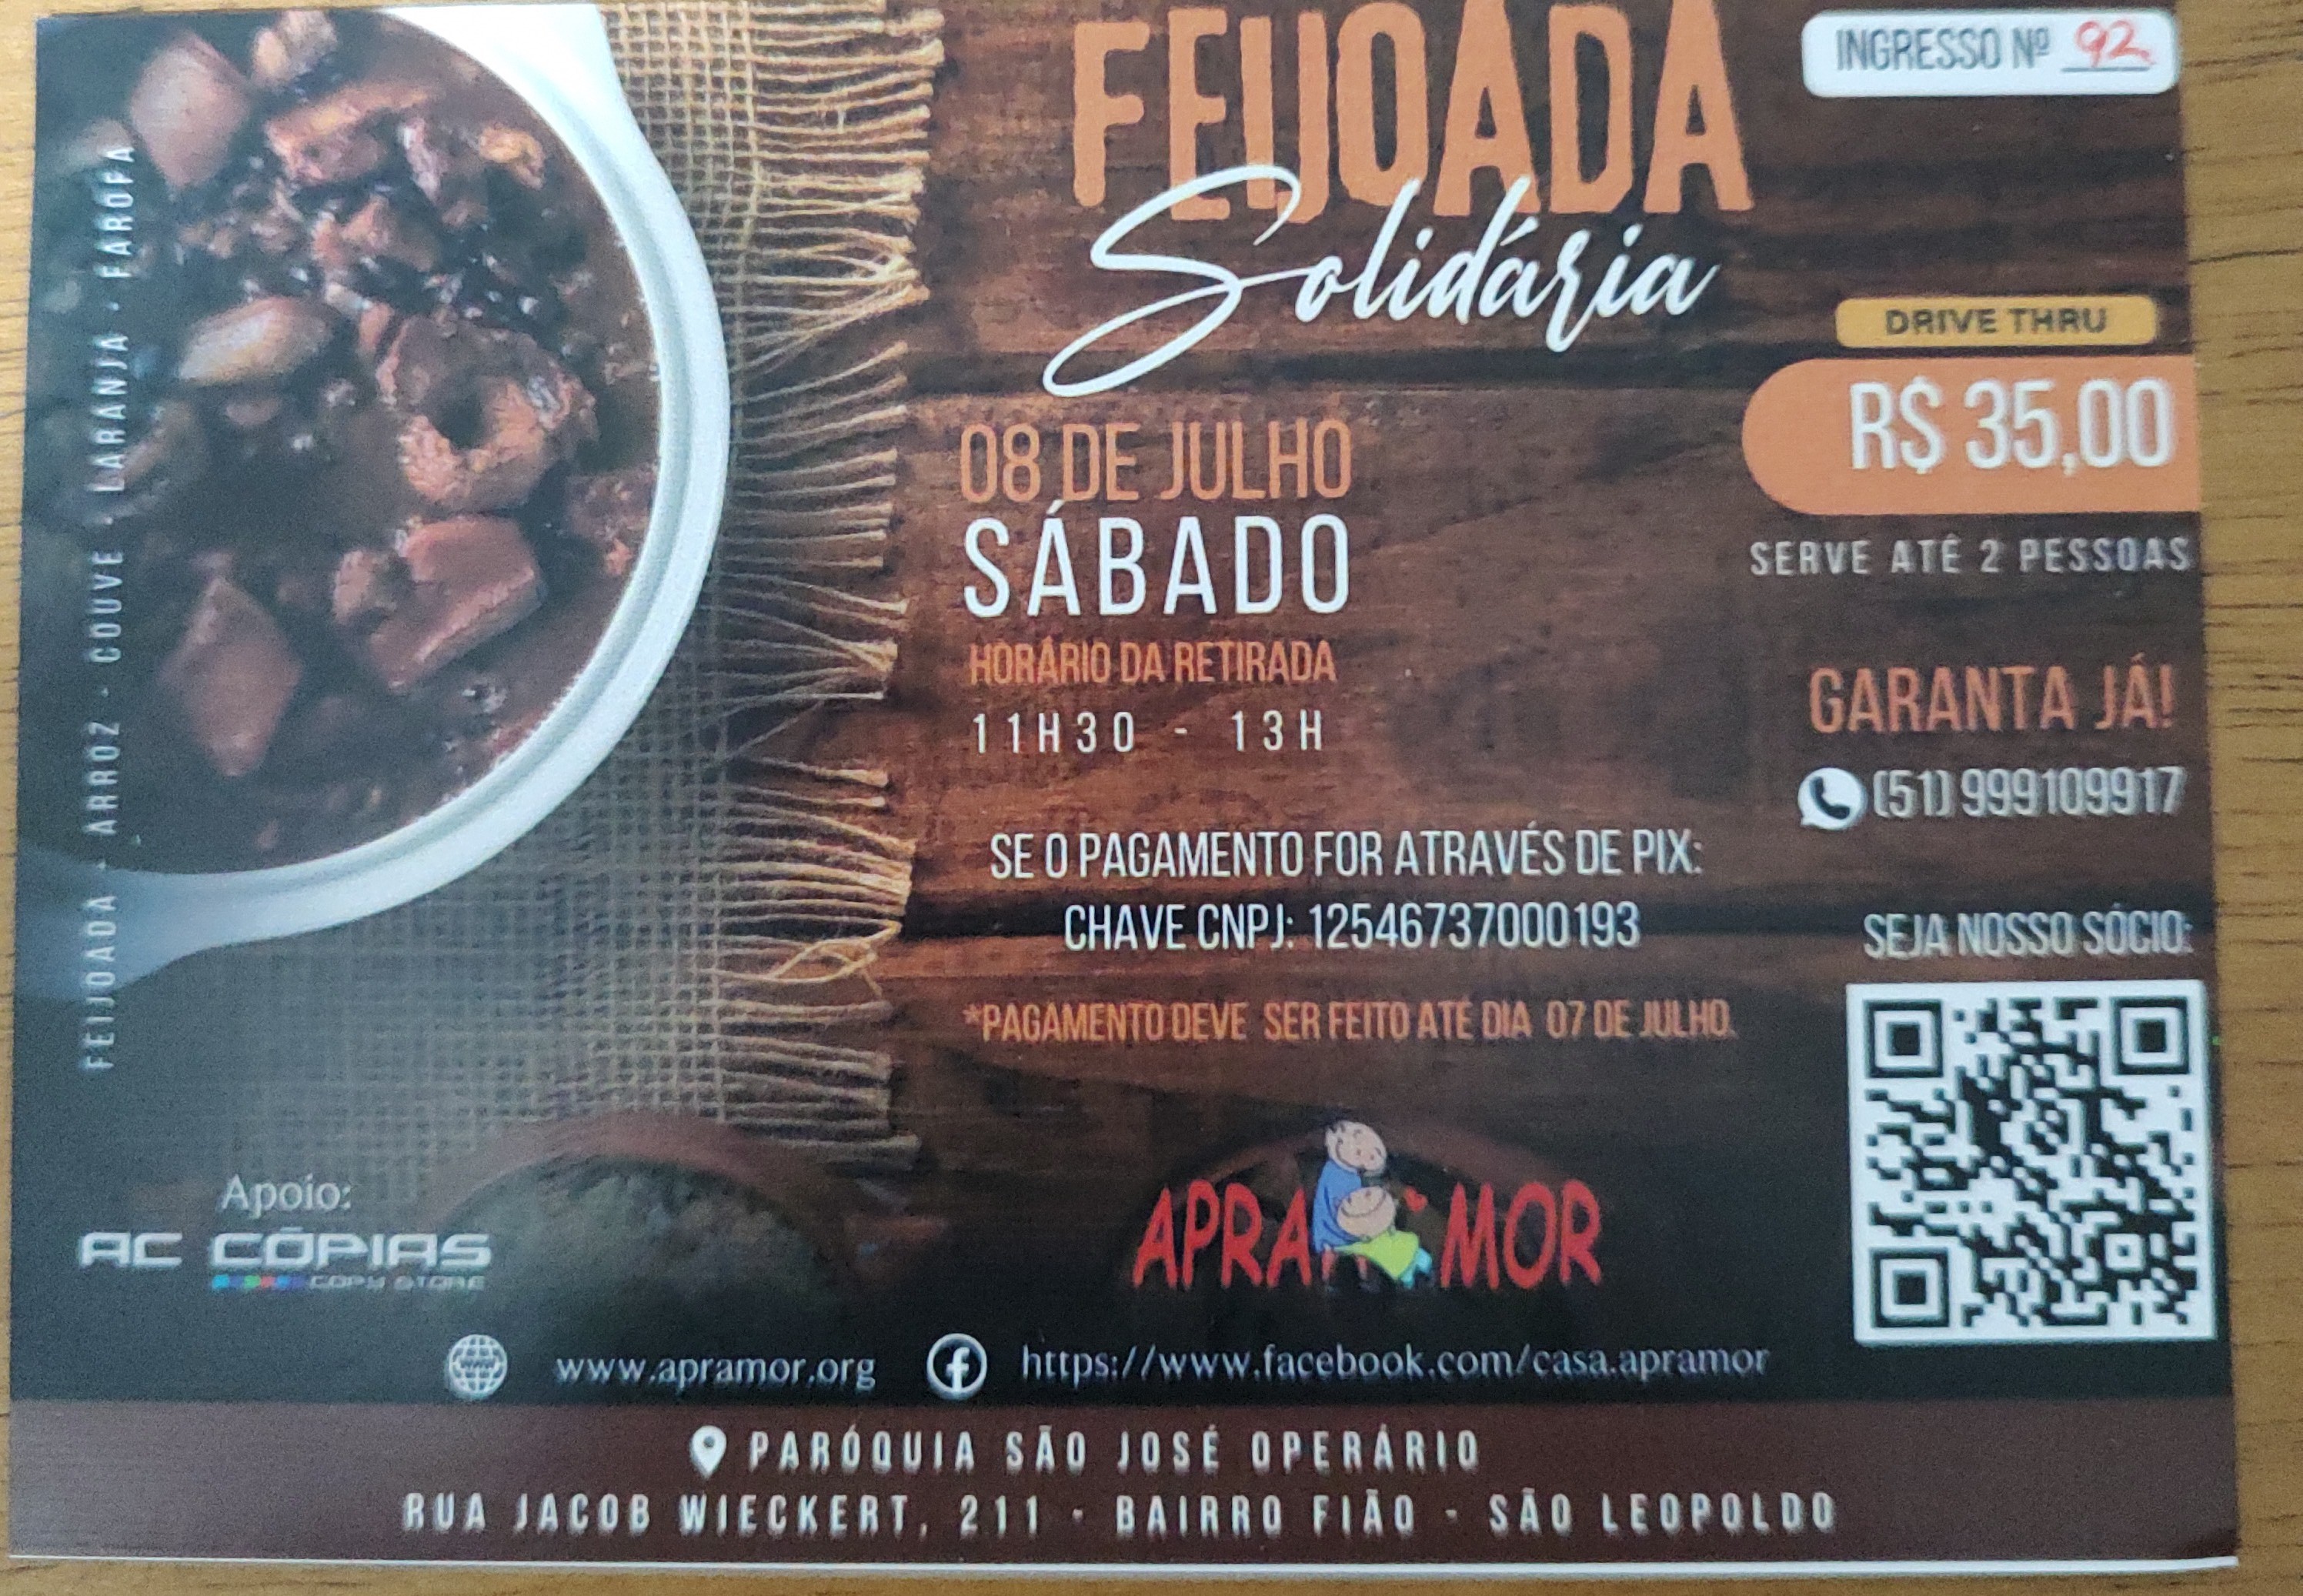 FEIJOADA
Solidária
INGRESSO Nº 92
DRIVE THRU
R$ 35,00
SERVE ATÉ 2 PESSOAS
08 DE JULHO
SÁBADO
HORÁRIO DA RETIRADA
11H30 - 13H
GARANTA JÁ!
(51) 999109917
SE O PAGAMENTO FOR ATRAVÉS DE PIX:
CHAVE CNPJ: 12546737000193
*PAGAMENTO DEVE SER FEITO ATÉ DIA 07 DE JULHO.
SEJA NOSSO SÓCIO:
FEIJOADA - ARROZ - COUVE - LARANJA - FAROFA
Apoio:
AC CÓPIAS
COPY STORE
APRAMOR
www.apramor.org
https://www.facebook.com/casa.apramor
PARÓQUIA SÃO JOSÉ OPERÁRIO
RUA JACOB WIECKERT, 211 - BAIRRO FIÃO - SÃO LEOPOLDO